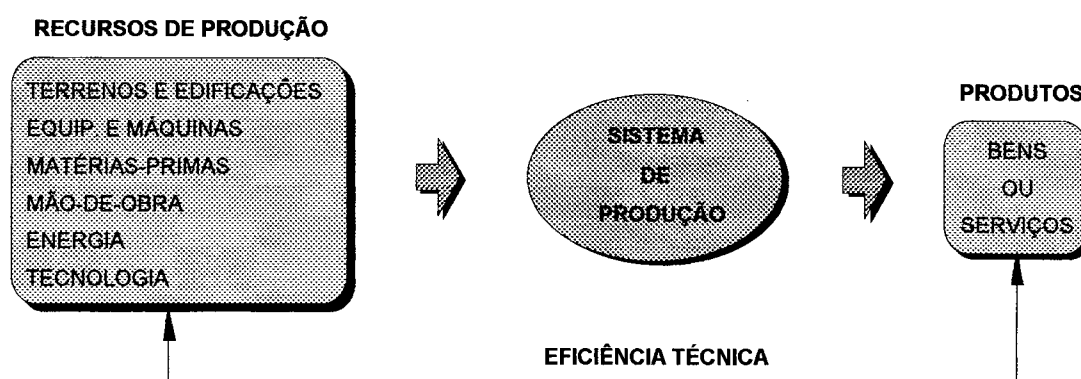 RECURSOS DE PRODUÇÃO
TERRENOS E EDIFICAÇÕES
EQUIP. E MÁQUINAS
MATÉRIAS-PRIMAS
MÃO-DE-OBRA
ENERGIA
TECNOLOGIA
SISTEMA
DE
PRODUÇÃO
PRODUTOS
BENS
OU
SERVIÇOS
EFICIÊNCIA TÉCNICA